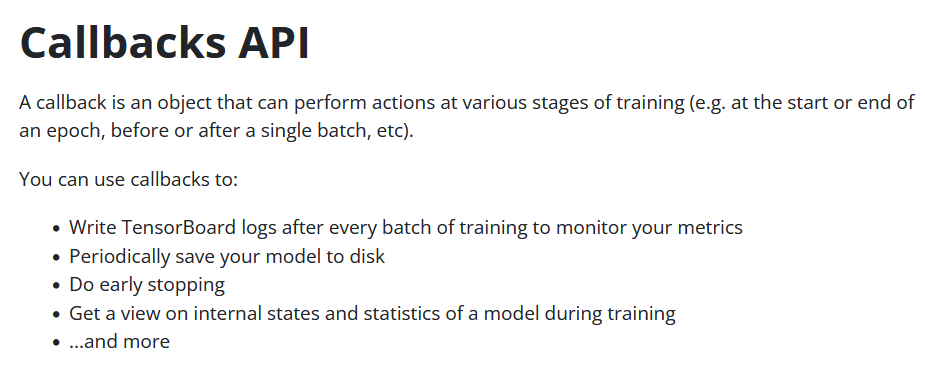 Callbacks API
A callback is an object that can perform actions at various stages of training (e.g. at the start or end of
an epoch, before or after a single batch, etc).
You can use callbacks to:
• Write TensorBoard logs after every batch of training to monitor your metrics
• Periodically save your model to disk
• Do early stopping
• Get a view on internal states and statistics of a model during training
• ...and more